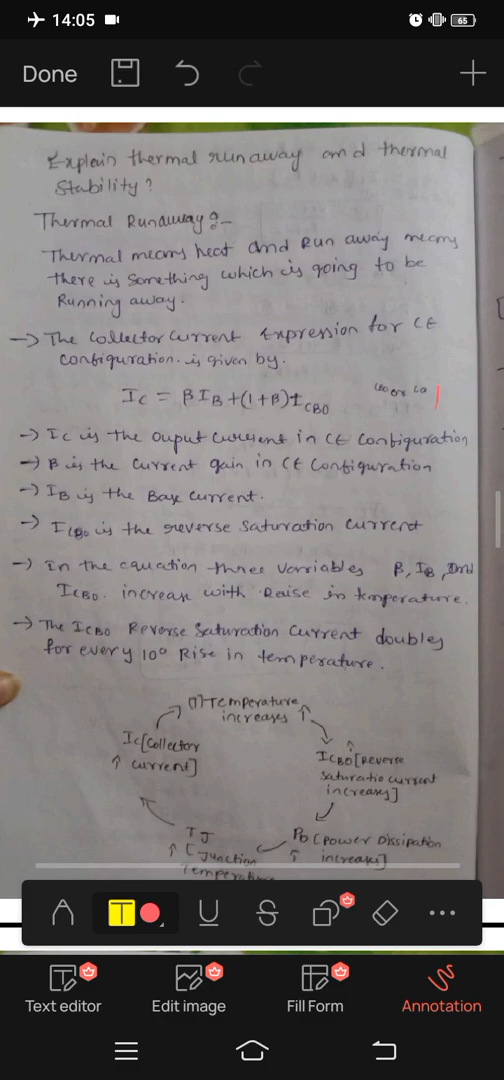 14:05
65
Done
Explain thermal runaway and thermal
Stability?
Thermal Runaway?-
Thermal means heat and Run away means
there is something which is going to be
Running away.
→ The Collector Current Expression for CE
Configuration. is given by.
IC = βIB + (1+β)ICBO
→ IC is the ouput current in CE Configuration
→ β is the current gain in CE Configuration
→ IB is the Base current.
→ ICBO is the reverse saturation current
→ In the equation three variables β, IB, and
ICBO. increase with Raise in temperature.
→ The ICBO Reverse Saturation Current doubles
for every 10° Rise in temperature.
(1) Temperature
increases ↑
IC [Collector
↑ current]
↑
ICBO [Reverse
Saturatio current
increases]
TJ
↑ [Junction
Temperature
PD [Power Dissipation
↑ increases]
T
U
S
Text editor
Edit image
Fill Form
Annotation